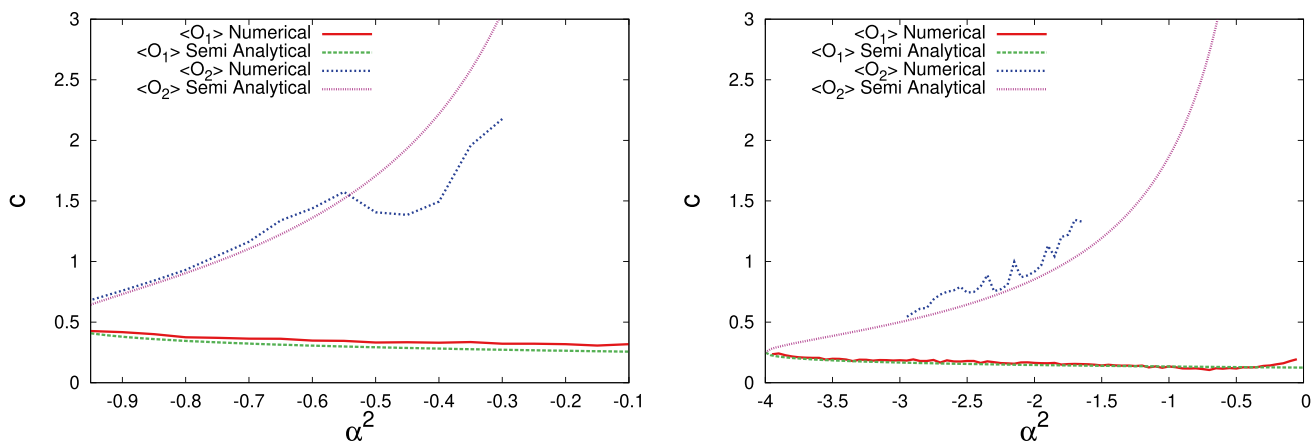 3
2.5
2
1.5
1
0.5
0
c
<O1> Numerical
<O1> Semi Analytical
<O2> Numerical
<O2> Semi Analytical
-0.9 -0.8 -0.7 -0.6 -0.5 -0.4 -0.3 -0.2 -0.1
α2
3
2.5
2
1.5
1
0.5
0
c
<O1> Numerical
<O1> Semi Analytical
<O2> Numerical
<O2> Semi Analytical
-4 -3.5 -3 -2.5 -2 -1.5 -1 -0.5 0
α2